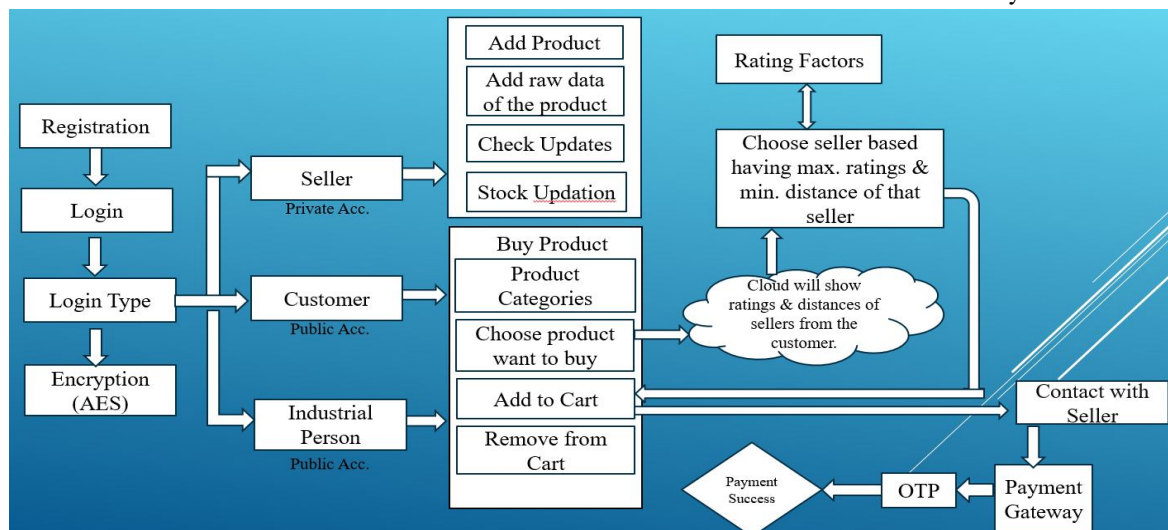 Registration
Login
Login Type
Encryption
(AES)
Seller
Private Acc.
Customer
Public Acc.
Industrial
Person
Public Acc.
Add Product
Add raw data
of the product
Check Updates
Stock Updation
Buy Product
Product
Categories
Choose product
want to buy
Add to Cart
Remove from
Cart
Rating Factors
Choose seller based
having max. ratings &
min. distance of that
seller
Cloud will show
ratings & distances of
sellers from the
customer.
Contact with
Seller
Payment
Gateway
OTP
Payment
Success